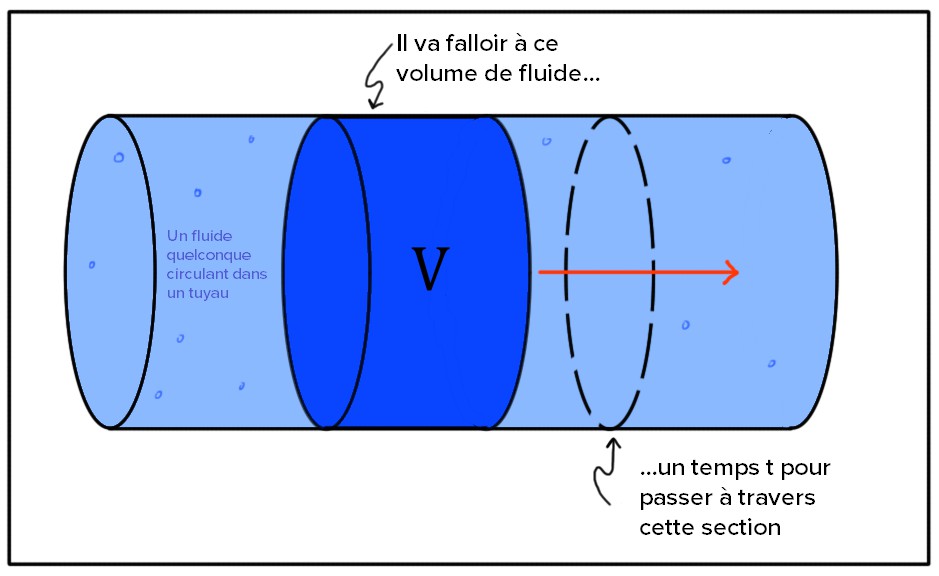 Il va falloir à ce
volume de fluide...
Un fluide
quelconque
circulant dans
un tuyau
V
...un temps t pour
passer à travers
cette section